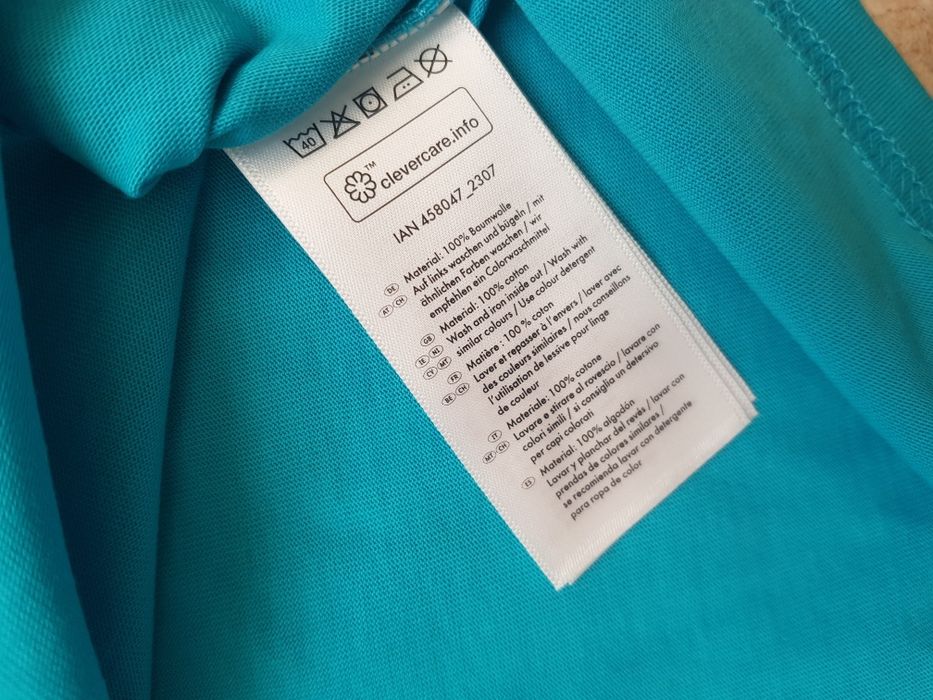 40
™
clevercare.info
IAN 458047_2307
DE Material: 100% Baumwolle
AT CH Auf links waschen und bügeln / mit
ähnlichen Farben waschen / wir
empfehlen ein Colorwaschmittel
GB Material: 100% cotton
IE NI Wash and iron inside out / Wash with
CY MT similar colours / Use colour detergent
FR Matière : 100 % coton
BE CH Laver et repasser à l'envers / laver avec
des couleurs similaires / nous conseillons
l'utilisation de lessive pour linge
de couleur
IT Materiale: 100% cotone
MT CH Lavare e stirare al rovescio / lavare con
colori simili / si consiglia un detersivo
per capi colorati
ES Material: 100% algodón
Lavar y planchar del revés / lavar con
prendas de colores similares /
se recomienda lavar con detergente
para ropa de color